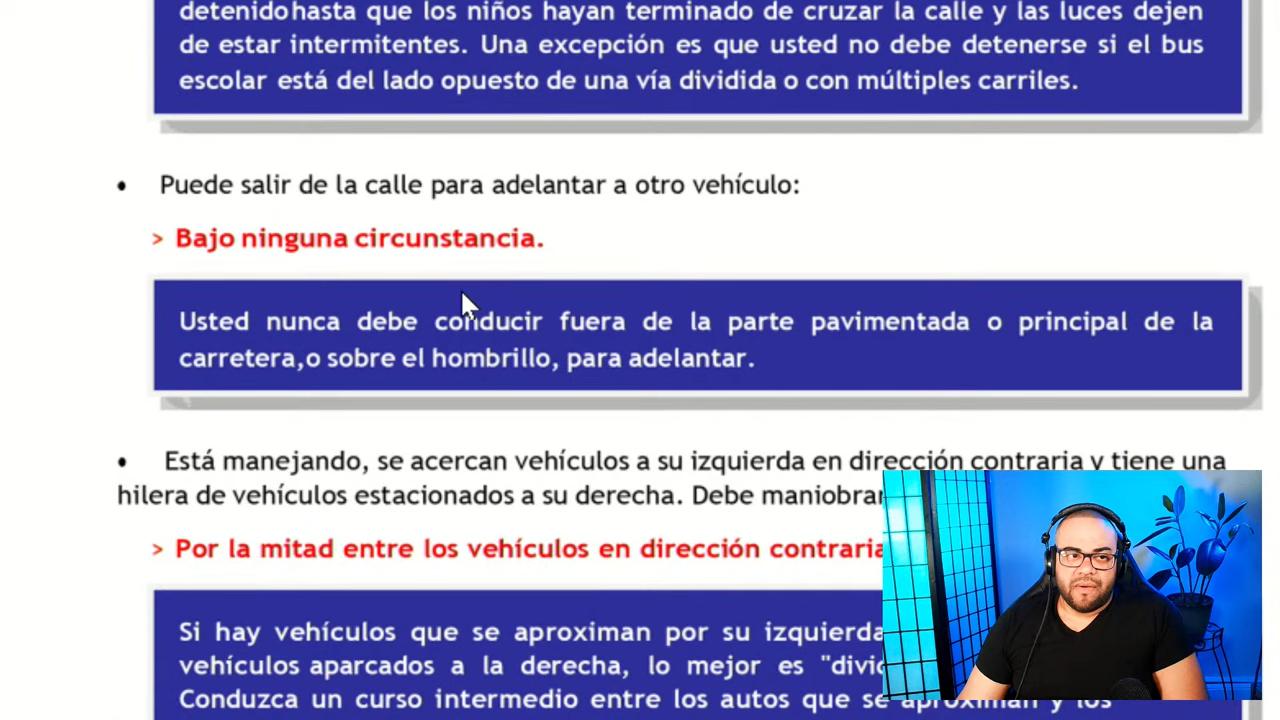 detenidohasta que los niños hayan terminado de cruzar la calle y las luces dejen
de estar intermitentes. Una excepción es que usted no debe detenerse si el bus
escolar está del lado opuesto de una vía dividida o con múltiples carriles.
• Puede salir de la calle para adelantar a otro vehículo:
> Bajo ninguna circunstancia.
Usted nunca debe conducir fuera de la parte pavimentada o principal de la
carretera,o sobre el hombrillo, para adelantar.
• Está manejando, se acercan vehículos a su izquierda en dirección contraria y tiene una
hilera de vehículos estacionados a su derecha. Debe maniobrar
> Por la mitad entre los vehículos en dirección contraria
Si hay vehículos que se aproximan por su izquierda
vehículos aparcados a la derecha, lo mejor es
Conduzca un curso intermedio entre los autos que se aproximan y los